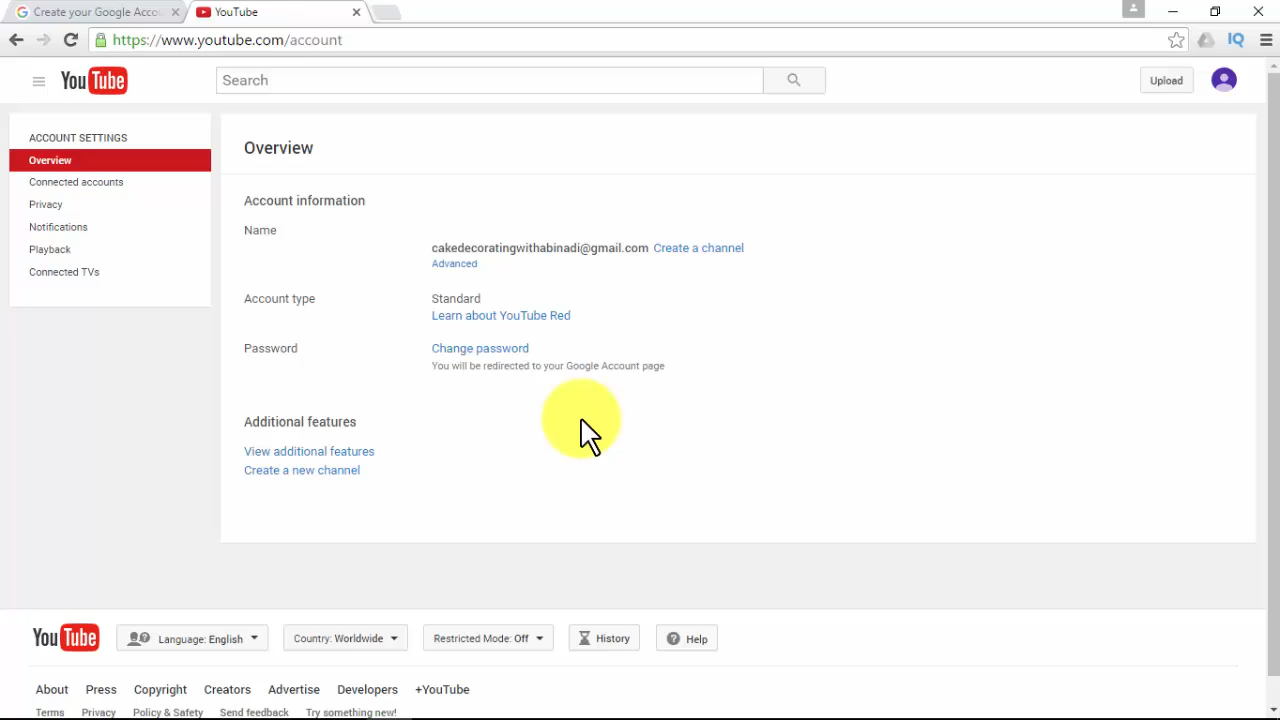 Create your Google Accou
YouTube
https://www.youtube.com/account
IQ
YouTube
Search
Upload
ACCOUNT SETTINGS
Overview
Connected accounts
Privacy
Notifications
Playback
Connected TVs
Overview
Account information
Name
cakedecoratingwithabinadi@gmail.com Create a channel
Advanced
Account type
Standard
Learn about YouTube Red
Password
Change password
You will be redirected to your Google Account page
Additional features
View additional features
Create a new channel
YouTube
Language: English
Country: Worldwide
Restricted Mode: Off
History
Help
About Press Copyright Creators Advertise Developers +YouTube
Terms Privacy Policy & Safety Send feedback Try something new!